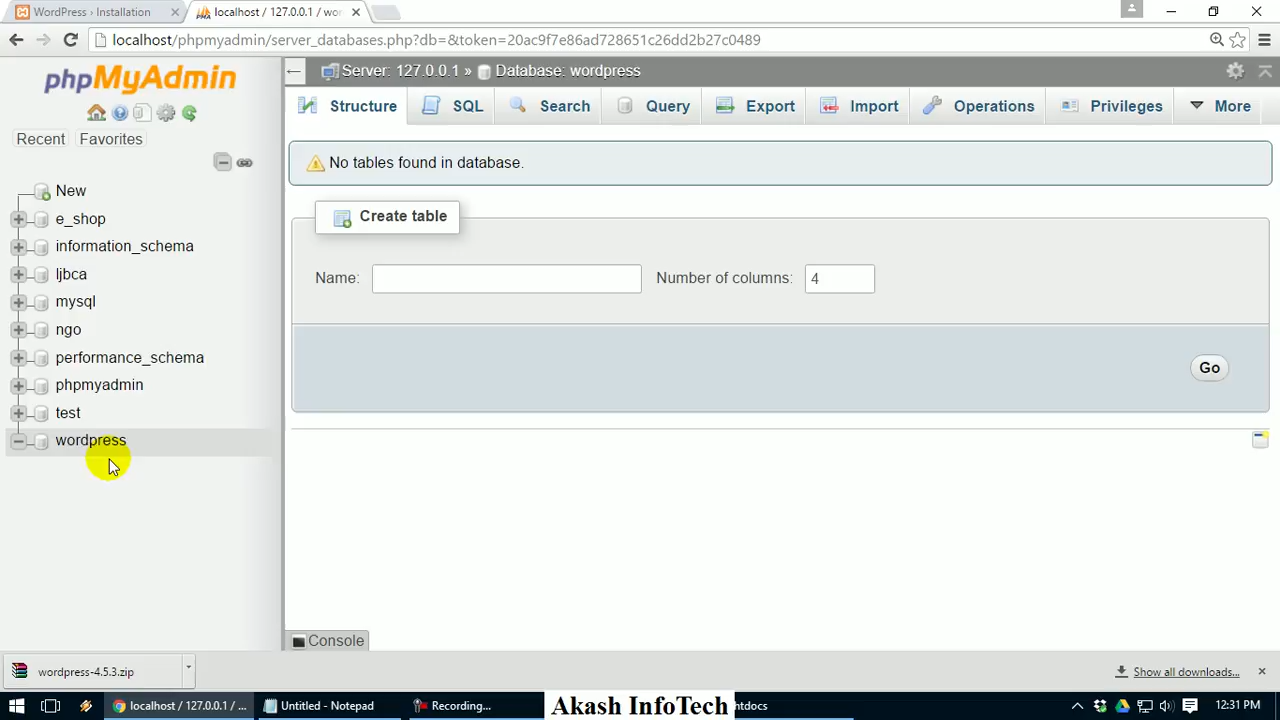 WordPress › Installation
localhost / 127.0.0.1 / wor
localhost/phpmyadmin/server_databases.php?db=&token=20ac9f7e86ad728651c26dd2b27c0489
phpMyAdmin
Server: 127.0.0.1 » Database: wordpress
Structure SQL Search Query Export Import Operations Privileges More
Recent Favorites
No tables found in database.
New
e_shop
information_schema
ljbca
mysql
ngo
performance_schema
phpmyadmin
test
wordpress
Create table
Name:
Number of columns: 4
Go
Console
wordpress-4.5.3.zip
Show all downloads...
localhost / 127.0.0.1 / ...
Untitled - Notepad
Recording...
Akash InfoTech
htdocs
12:31 PM